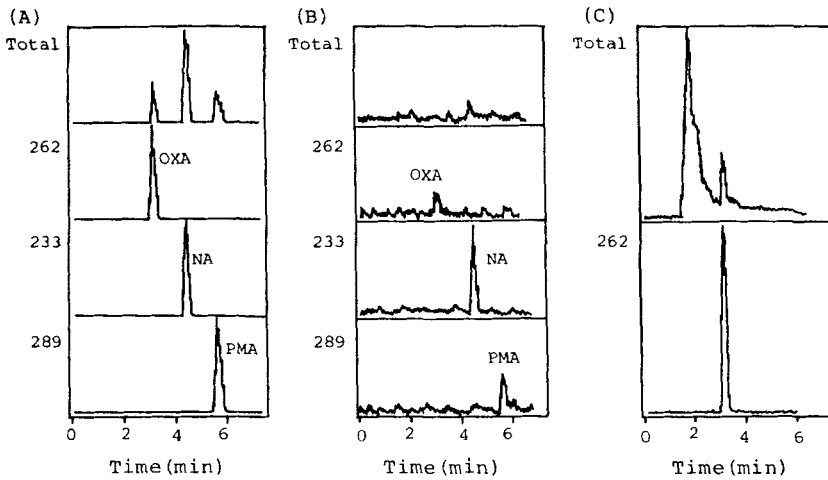 (A)
Total
262
OXA
233
NA
289
PMA
0 2 4 6
Time(min)
(B)
262
OXA
233
NA
289
PMA
0 2 4 6
Time(min)
(C)
Total
262
0 2 4 6
Time(min)